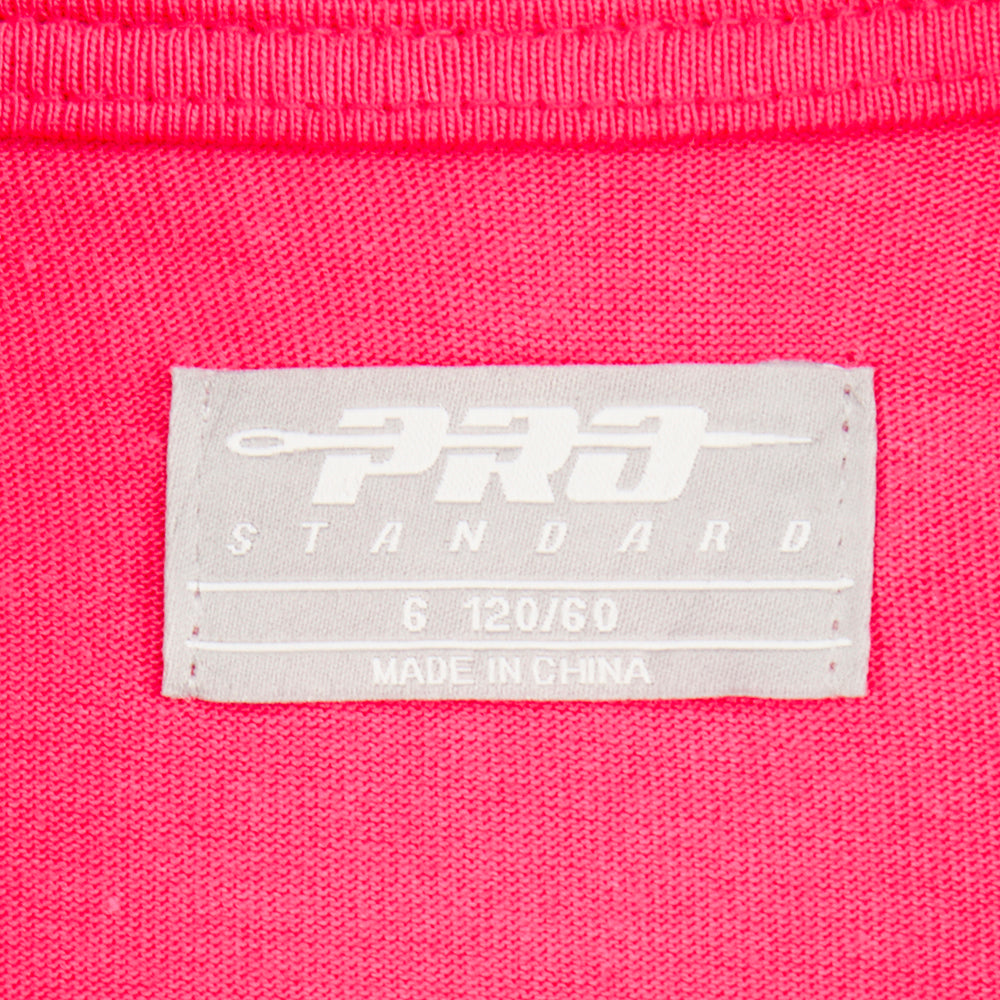 PRO
STANDARD
6 120/60
MADE IN CHINA